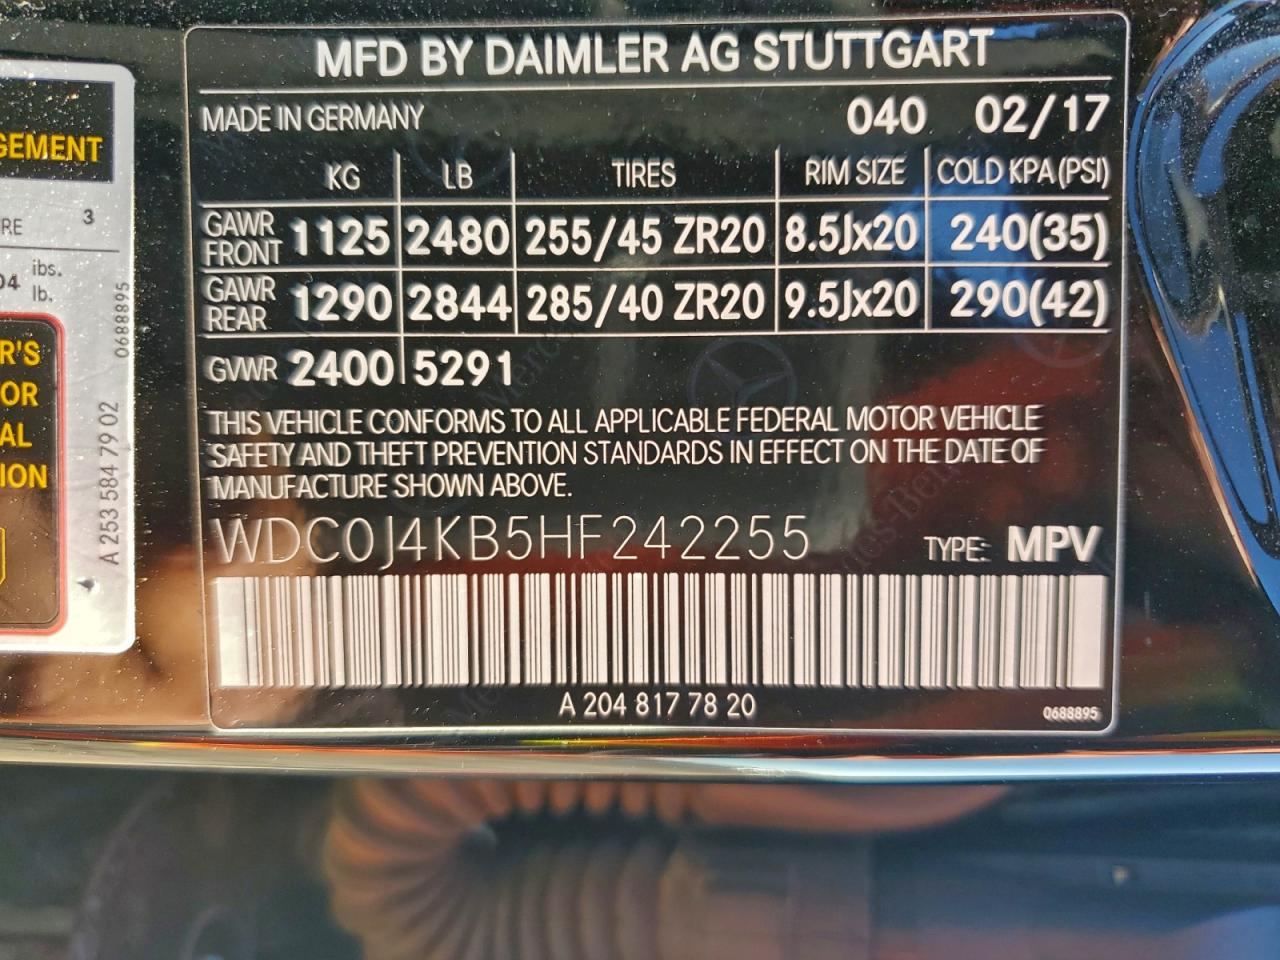 MFD BY DAIMLER AG STUTTGART
MADE IN GERMANY 040 02/17
KG LB TIRES RIM SIZE COLD KPA(PSI)
GAWR FRONT 1125 2480 255/45 ZR20 8.5Jx20 240(35)
GAWR REAR 1290 2844 285/40 ZR20 9.5Jx20 290(42)
GVWR 2400 5291
THIS VEHICLE CONFORMS TO ALL APPLICABLE FEDERAL MOTOR VEHICLE
SAFETY AND THEFT PREVENTION STANDARDS IN EFFECT ON THE DATE OF
MANUFACTURE SHOWN ABOVE.
WDC0J4KB5HF242255 TYPE: MPV
A 204 817 78 20
0688895
GEMENT
RE 3
04 lbs.
lb.
0688895
R'S
OR
AL
ION
A 253 584 79 02